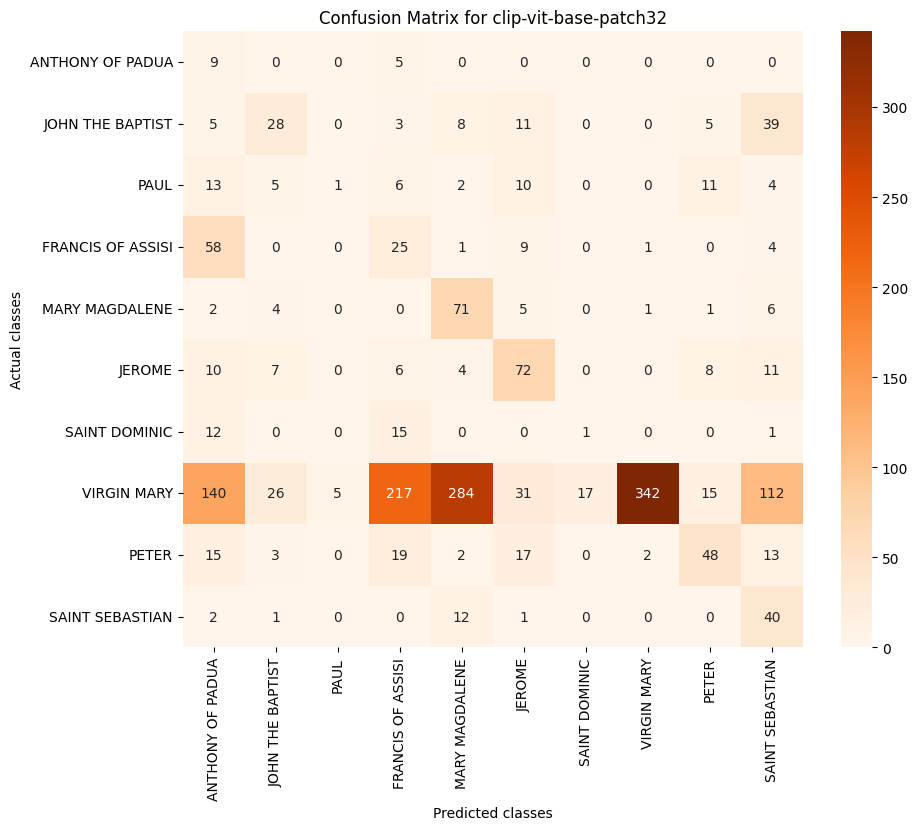 Confusion Matrix for clip-vit-base-patch32
Actual classes
ANTHONY OF PADUA 9 0 0 5 0 0 0 0 0 0
JOHN THE BAPTIST 5 28 0 3 8 11 0 0 5 39
PAUL 13 5 1 6 2 10 0 0 11 4
FRANCIS OF ASSISI 58 0 0 25 1 9 0 1 0 4
MARY MAGDALENE 2 4 0 0 71 5 0 1 1 6
JEROME 10 7 0 6 4 72 0 0 8 11
SAINT DOMINIC 12 0 0 15 0 0 1 0 0 1
VIRGIN MARY 140 26 5 217 284 31 17 342 15 112
PETER 15 3 0 19 2 17 0 2 48 13
SAINT SEBASTIAN 2 1 0 0 12 1 0 0 0 40
ANTHONY OF PADUA
JOHN THE BAPTIST
PAUL
FRANCIS OF ASSISI
MARY MAGDALENE
JEROME
SAINT DOMINIC
VIRGIN MARY
PETER
SAINT SEBASTIAN
Predicted classes
300
250
200
150
100
50
0